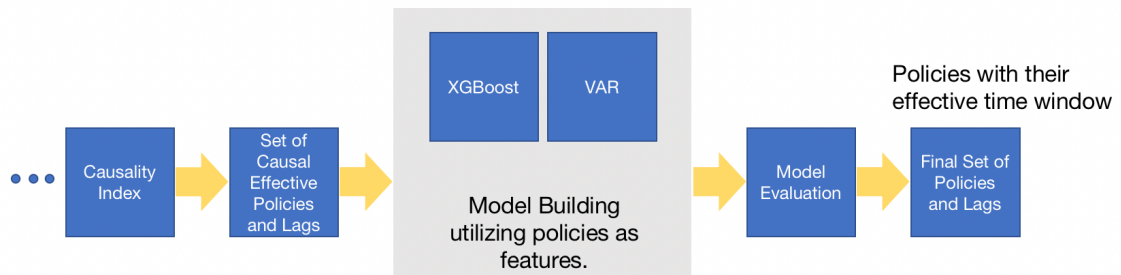 Causality
Index
Set of
Causal
Effective
Policies
and Lags
XGBoost
VAR
Model Building
utilizing policies as
features.
Model
Evaluation
Policies with their
effective time window
Final Set of
Policies
and Lags